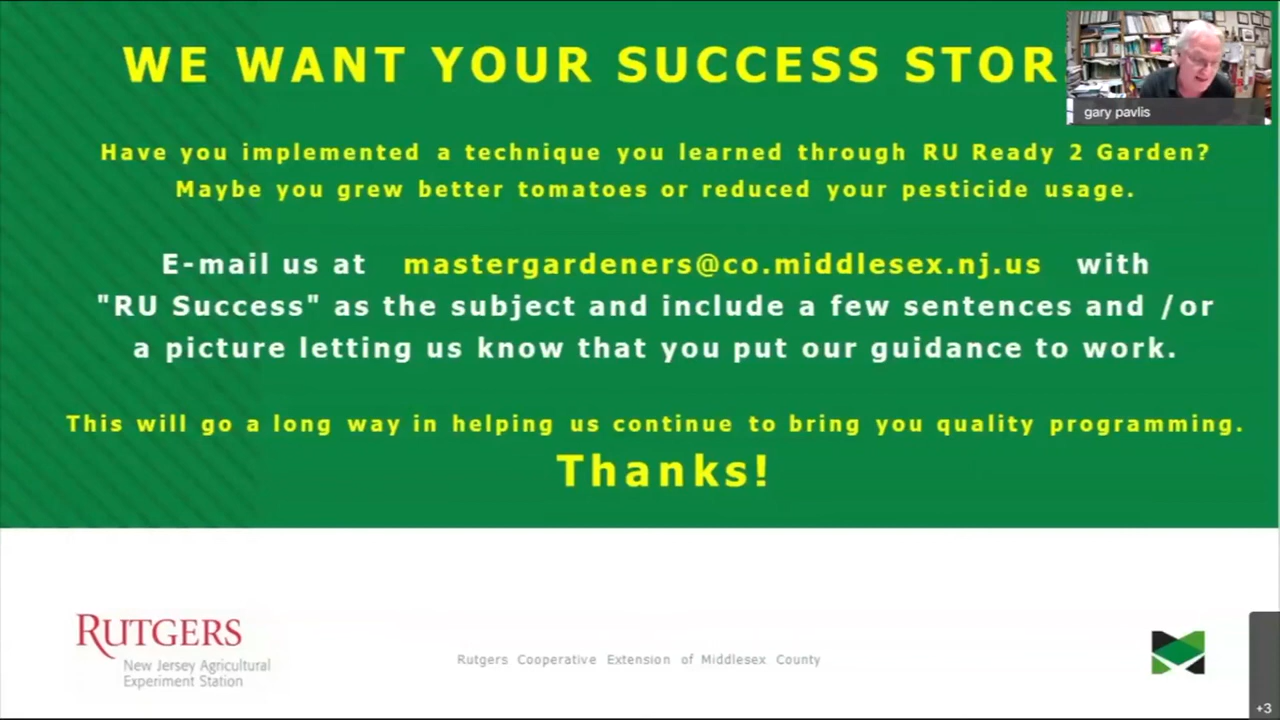 WE WANT YOUR SUCCESS STOR
gary pavlis
Have you implemented a technique you learned through RU Ready 2 Garden?
Maybe you grew better tomatoes or reduced your pesticide usage.
E-mail us at mastergardeners@co.middlesex.nj.us with
"RU Success" as the subject and include a few sentences and /or
a picture letting us know that you put our guidance to work.
This will go a long way in helping us continue to bring you quality programming.
Thanks!
RUTGERS
New Jersey Agricultural
Experiment Station
Rutgers Cooperative Extension of Middlesex County
+3